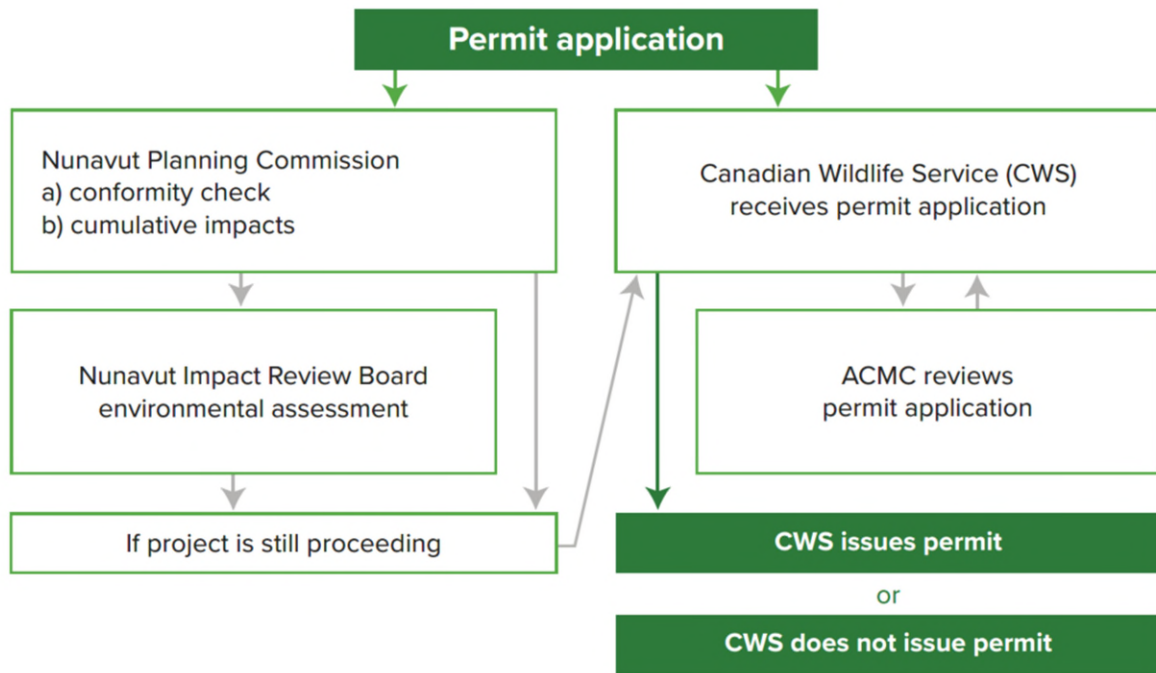 Permit application
Nunavut Planning Commission
a) conformity check
b) cumulative impacts
Canadian Wildlife Service (CWS)
receives permit application
Nunavut Impact Review Board
environmental assessment
ACMC reviews
permit application
If project is still proceeding
CWS issues permit
or
CWS does not issue permit